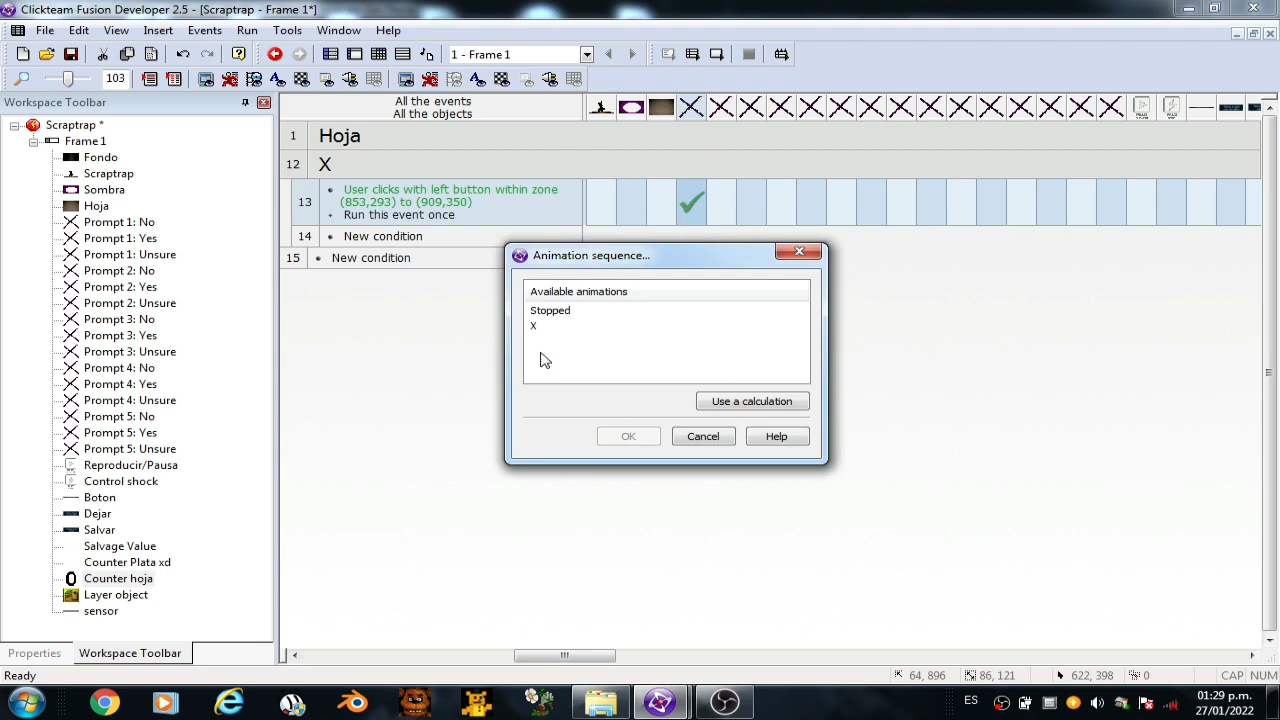 Clickteam Fusion Developer 2.5 - [Scraptrap - Frame 1*]
File Edit View Insert Events Run Tools Window Help
1 - Frame 1
103
Workspace Toolbar
Scraptrap *
Frame 1
Fondo
Scraptrap
Sombra
Hoja
Prompt 1: No
Prompt 1: Yes
Prompt 1: Unsure
Prompt 2: No
Prompt 2: Yes
Prompt 2: Unsure
Prompt 3: No
Prompt 3: Yes
Prompt 3: Unsure
Prompt 4: No
Prompt 4: Yes
Prompt 4: Unsure
Prompt 5: No
Prompt 5: Yes
Prompt 5: Unsure
Reproducir/Pausa
Control shock
Boton
Dejar
Salvar
Salvage Value
Counter Plata xd
Counter hoja
Layer object
sensor
Properties Workspace Toolbar
All the events
All the objects
1 Hoja
12 X
13 • User clicks with left button within zone
(853,293) to (909,350)
+ Run this event once
14 • New condition
15 • New condition
Animation sequence...
Available animations
Stopped
X
Use a calculation
OK Cancel Help
Ready
64, 896 86, 121 622, 398 0 CAP NUM
ES
01:29 p.m.
27/01/2022